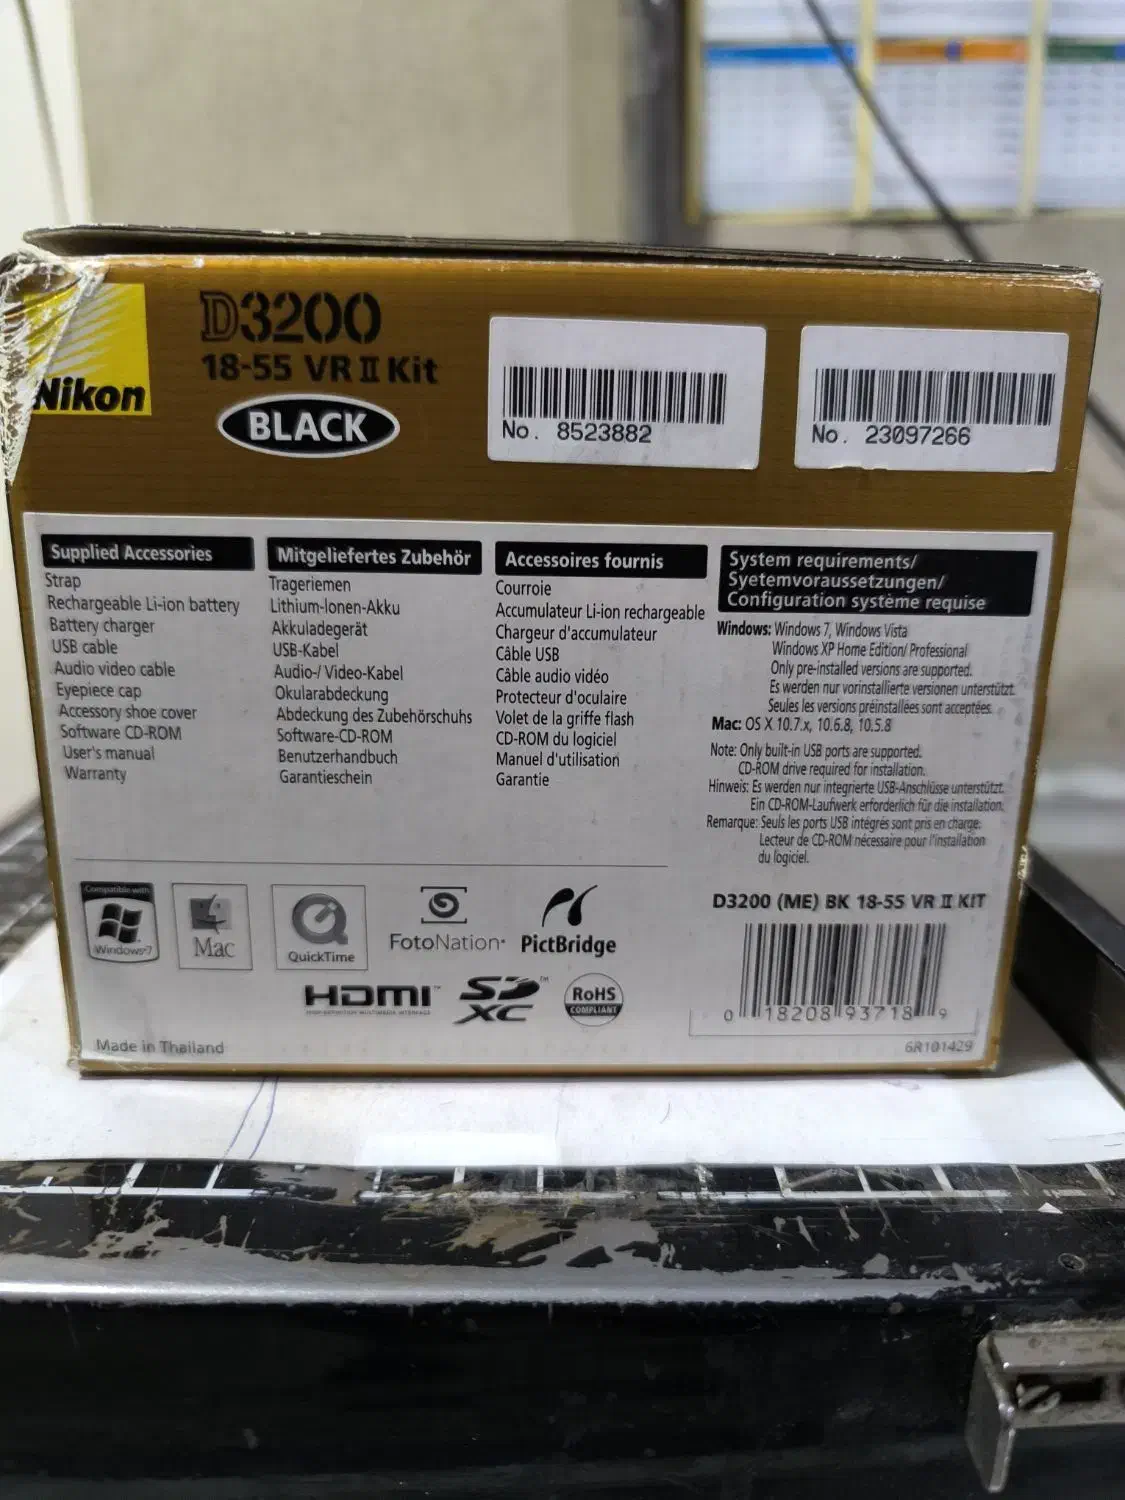 Nikon
D3200
18-55 VR II Kit
BLACK
No. 8523882
No. 23097266
Supplied Accessories
Strap
Rechargeable Li-ion battery
Battery charger
USB cable
Audio video cable
Eyepiece cap
Accessory shoe cover
Software CD-ROM
User's manual
Warranty
Mitgeliefertes Zubehör
Trageriemen
Lithium-Ionen-Akku
Akkuladegerät
USB-Kabel
Audio-/ Video-Kabel
Okularabdeckung
Abdeckung des Zubehörschuhs
Software-CD-ROM
Benutzerhandbuch
Garantieschein
Accessoires fournis
Courroie
Accumulateur Li-ion rechargeable
Chargeur d'accumulateur
Câble USB
Câble audio vidéo
Protecteur d'oculaire
Volet de la griffe flash
CD-ROM du logiciel
Manuel d'utilisation
Garantie
System requirements/
Syetemvoraussetzungen/
Configuration système requise
Windows: Windows 7, Windows Vista
Windows XP Home Edition/ Professional
Only pre-installed versions are supported.
Es werden nur vorinstallierte versionen unterstützt.
Seules les versions préinstallées sont acceptées.
Mac: OS X 10.7.x, 10.6.8, 10.5.8
Note: Only built-in USB ports are supported.
CD-ROM drive required for installation.
Hinweis: Es werden nur integrierte USB-Anschlüsse unterstützt.
Ein CD-ROM-Laufwerk erforderlich für die installation.
Remarque: Seuls les ports USB intégrés sont pris en charge.
Lecteur de CD-ROM nécessaire pour l'installation
du logiciel.
Compatible with
Windows 7
Mac
QuickTime
FotoNation
PictBridge
HDMI™
HIGH-DEFINITION MULTIMEDIA INTERFACE
SD™
XC
RoHS
COMPLIANT
D3200 (ME) BK 18-55 VR II KIT
0 18208 93718 9
Made in Thailand
6R101429